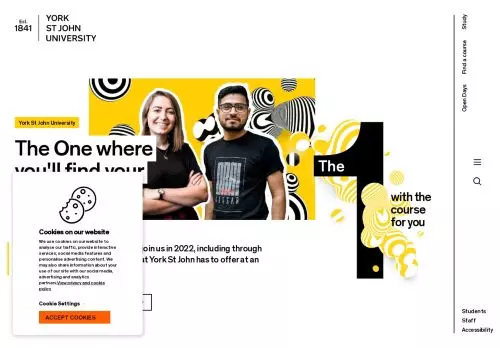 Est.
1841
YORK
ST JOHN
UNIVERSITY
Study
Find a course
Open Days
York St John University
The One where
you'll find your
The
1
with the
course
for you
Cookies on our website
We use cookies on our website to
analyse our traffic, provide interactive
services, social media features and
personalise advertising content. We
may also share information about your
use of our site with our social media,
advertising and analytics
partners.View privacy and cookie
policy
Cookie Settings
ACCEPT COOKIES
join us in 2022, including through
at York St John has to offer at an
Students
Staff
Accessibility